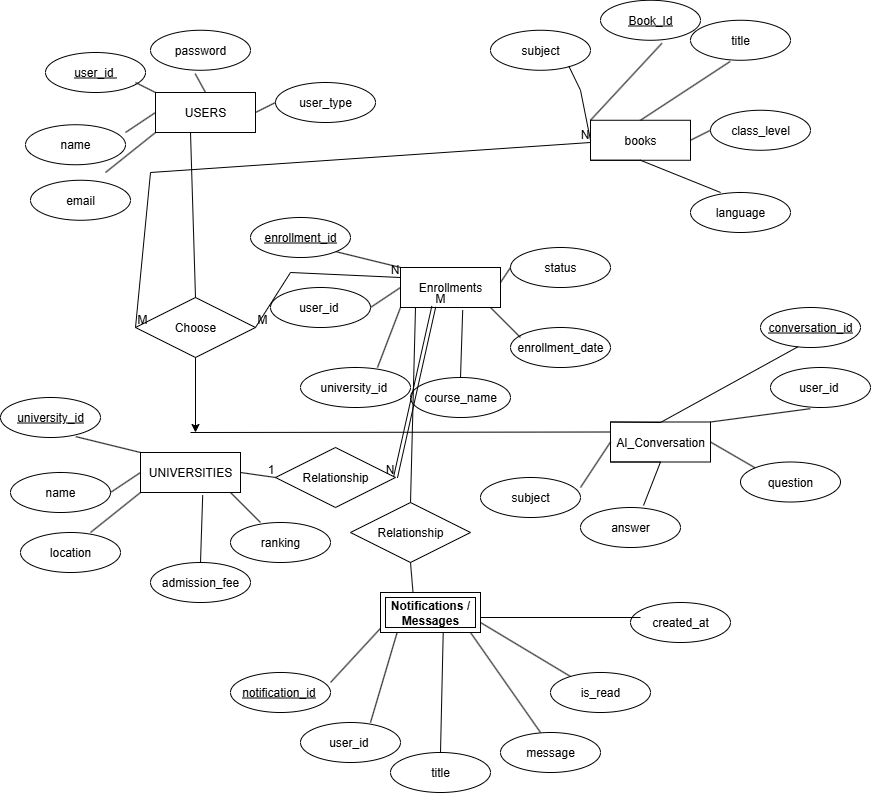 Book_Id
password
subject
title
user_id
user_type
USERS
class_level
N
books
name
email
language
enrollment_id
status
N
Enrollments
M
user_id
M
M
Choose
conversation_id
enrollment_date
university_id
course_name
user_id
university_id
AI_Conversation
1
N
UNIVERSITIES
Relationship
question
name
subject
answer
Relationship
ranking
location
admission_fee
Notifications /
Messages
created_at
notification_id
is_read
user_id
message
title